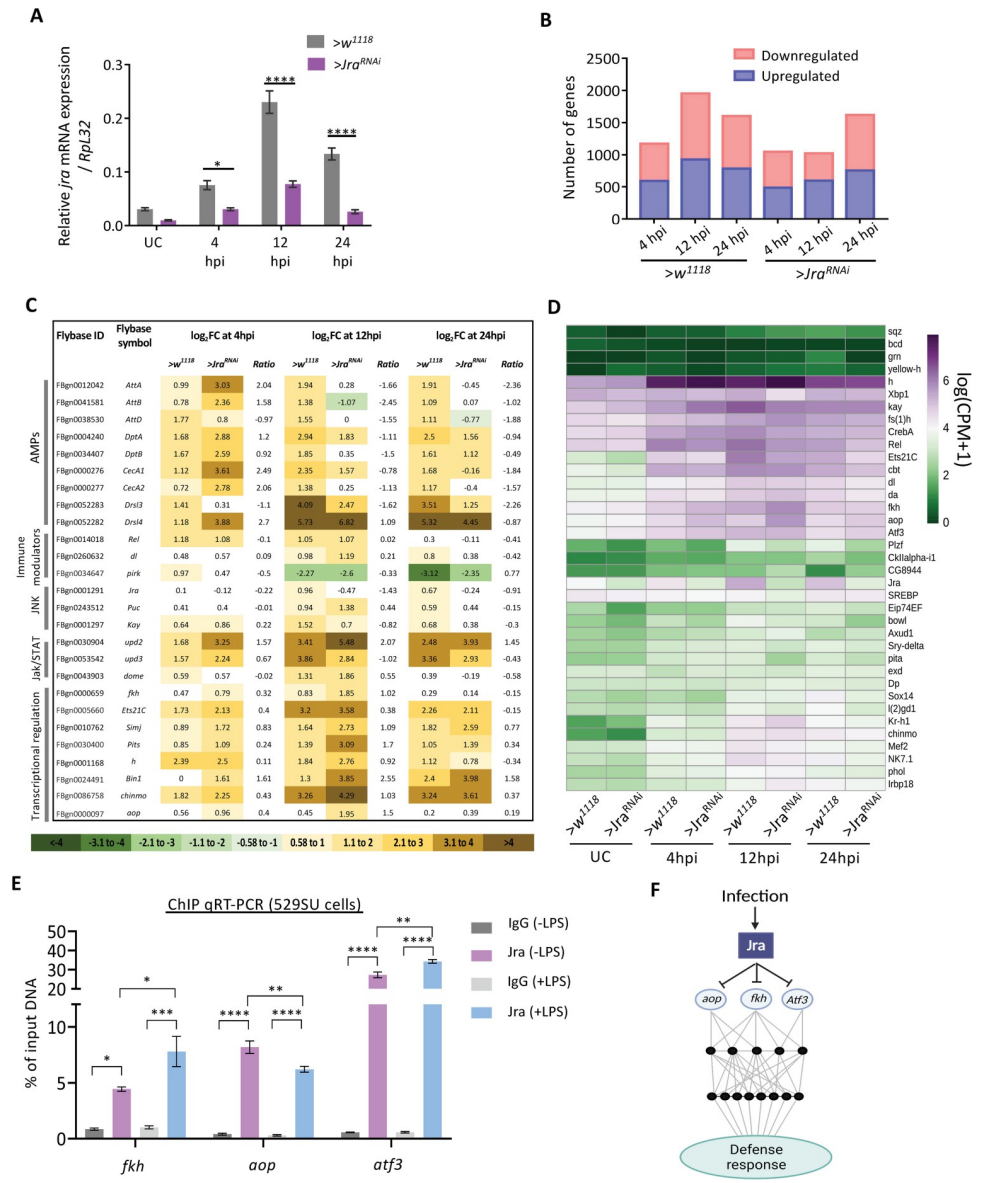 A
>w1118
>JraRNAi
Relative jra mRNA expression
/ RpL32
0.3
0.2
0.1
0.0
*
****
****
UC
4
hpi
12
hpi
24
hpi
B
Downregulated
Upregulated
Number of genes
2500
2000
1500
1000
500
0
4 hpi
12 hpi
24 hpi
4 hpi
12 hpi
24 hpi
>w1118
>JraRNAi
C
Flybase ID Flybase symbol log2FC at 4hpi log2FC at 12hpi log2FC at 24hpi
>w1118 >JraRNAi Ratio >w1118 >JraRNAi Ratio >w1118 >JraRNAi Ratio
AMPs
FBgn0012042 AttA 0.99 3.03 2.04 1.94 0.28 -1.66 1.91 -0.45 -2.36
FBgn0041581 AttB 0.78 2.36 1.58 1.38 -1.07 -2.45 1.09 0.07 -1.02
FBgn0038530 AttD 1.77 0.8 -0.97 1.55 0 -1.55 1.11 -0.77 -1.88
FBgn0004240 DptA 1.68 2.88 1.2 2.94 1.83 -1.11 2.5 1.56 -0.94
FBgn0034407 DptB 1.67 2.59 0.92 1.85 0.35 -1.5 1.61 1.12 -0.49
FBgn0000276 CecA1 1.12 3.61 2.49 2.35 1.57 -0.78 1.68 -0.16 -1.84
FBgn0000277 CecA2 0.72 2.78 2.06 1.38 0.25 -1.13 1.17 -0.4 -1.57
FBgn0052283 Drsl3 1.41 0.31 -1.1 4.09 2.47 -1.62 3.51 1.25 -2.26
FBgn0052282 Drsl4 1.18 3.88 2.7 5.73 6.82 1.09 5.32 4.45 -0.87
Immune modulators
FBgn0014018 Rel 1.18 1.08 -0.1 1.05 1.07 0.02 0.3 -0.11 -0.41
FBgn0260632 dl 0.48 0.57 0.09 0.98 1.19 0.21 0.8 0.38 -0.42
FBgn0034647 pirk 0.97 0.47 -0.5 -2.27 -2.6 -0.33 -3.12 -2.35 0.77
JNK
FBgn0001291 Jra 0.1 -0.12 -0.22 0.96 -0.47 -1.43 0.67 -0.24 -0.91
FBgn0243512 Puc 0.41 0.4 -0.01 0.94 1.38 0.44 0.59 0.44 -0.15
FBgn0001297 Kay 0.64 0.86 0.22 1.52 0.7 -0.82 0.68 0.38 -0.3
Jak/STAT
FBgn0030904 upd2 1.68 3.25 1.57 3.41 5.48 2.07 2.48 3.93 1.45
FBgn0053542 upd3 1.57 2.24 0.67 3.86 2.84 -1.02 3.36 2.93 -0.43
FBgn0043903 dome 0.59 0.57 -0.02 1.31 1.86 0.55 0.39 -0.19 -0.58
Transcriptional regulation
FBgn0000659 fkh 0.47 0.79 0.32 0.83 1.85 1.02 0.29 0.14 -0.15
FBgn0005660 Ets21C 1.73 2.13 0.4 3.2 3.58 0.38 2.26 2.11 -0.15
FBgn0010762 Simj 0.89 1.72 0.83 1.64 2.73 1.09 1.82 2.59 0.77
FBgn0030400 Pits 0.85 1.09 0.24 1.39 3.09 1.7 1.05 1.39 0.34
FBgn0001168 h 2.39 2.5 0.11 1.84 2.76 0.92 1.12 0.78 -0.34
FBgn0024491 Bin1 0 1.61 1.61 1.3 3.85 2.55 2.4 3.98 1.58
FBgn0086758 chinmo 1.82 2.25 0.43 3.26 4.29 1.03 3.24 3.61 0.37
FBgn0000097 aop 0.56 0.96 0.4 0.45 1.95 1.5 0.2 0.39 0.19
<-4 -3.1 to -4 -2.1 to -3 -1.1 to -2 -0.58 to -1 0.58 to 1 1.1 to 2 2.1 to 3 3.1 to 4 >4
D
sqz
bcd
grn
yellow-h
h
Xbp1
kay
fs(1)h
CrebA
Rel
Ets21C
cbt
dl
da
fkh
aop
Atf3
Plzf
CkIIalpha-i1
CG8944
Jra
SREBP
Eip74EF
bowl
Axud1
Sry-delta
pita
exd
Dp
Sox14
l(2)gd1
Kr-h1
chinmo
Mef2
NK7.1
phol
Irbp18
6
4
2
0
log(CPM+1)
>w1118
>JraRNAi
>w1118
>JraRNAi
>w1118
>JraRNAi
>w1118
>JraRNAi
UC
4hpi
12hpi
24hpi
E
ChIP qRT-PCR (529SU cells)
IgG (-LPS)
Jra (-LPS)
IgG (+LPS)
Jra (+LPS)
% of input DNA
50
40
30
20
10
5
0
*
*
***
****
**
****
****
**
****
fkh
aop
atf3
F
Infection
Jra
aop
fkh
Atf3
Defense
response